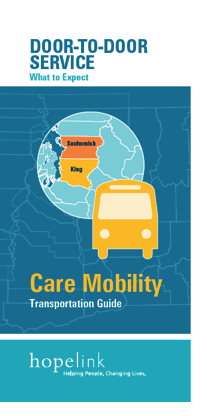 DOOR-TO-DOOR
SERVICE
What to Expect
Snohomish
King
Care Mobility
Transportation Guide
hopelink
Helping People, Changing Lives.